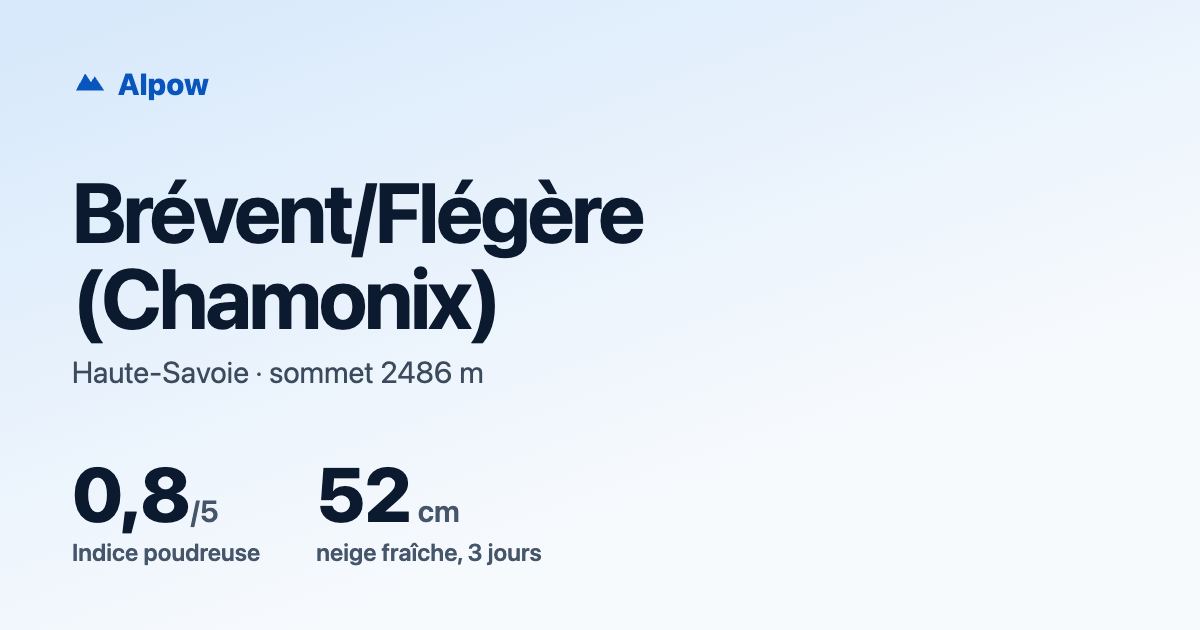 Alpow
Brévent/Flégère
(Chamonix)
Haute-Savoie · sommet 2486 m
0,8/5
52 cm
Indice poudreuse
neige fraîche, 3 jours